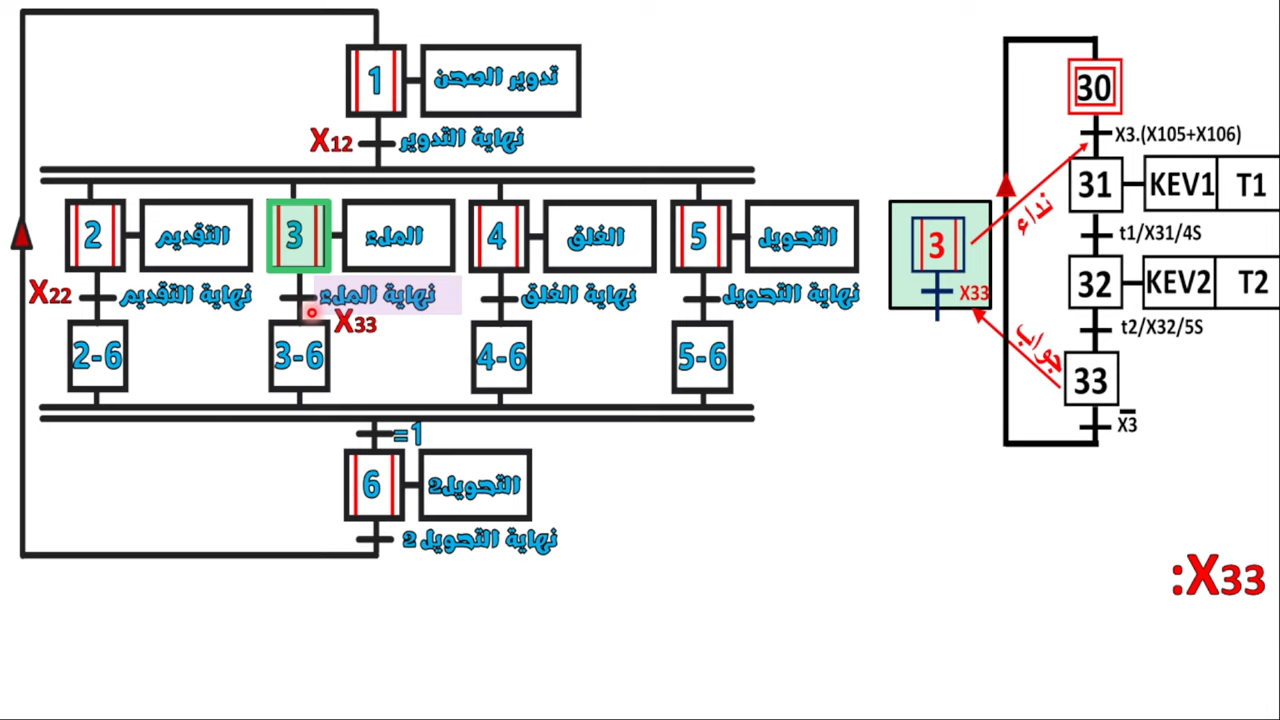 1 تدوير الصحن
X12 نهاية التدوير
2 التقديم 3 الملء 4 الغلق 5 التحويل
X22 نهاية التقديم نهاية الملء نهاية الغلق نهاية التحويل
X33
2-6 3-6 4-6 5-6
=1
6 التحويل2
نهاية التحويل 2
30
X3.(X105+X106)
31 KEV1 T1
نداء
3
t1/X31/4S
X33
32 KEV2 T2
t2/X32/5S
جواب
33
X̅3̅
:X33